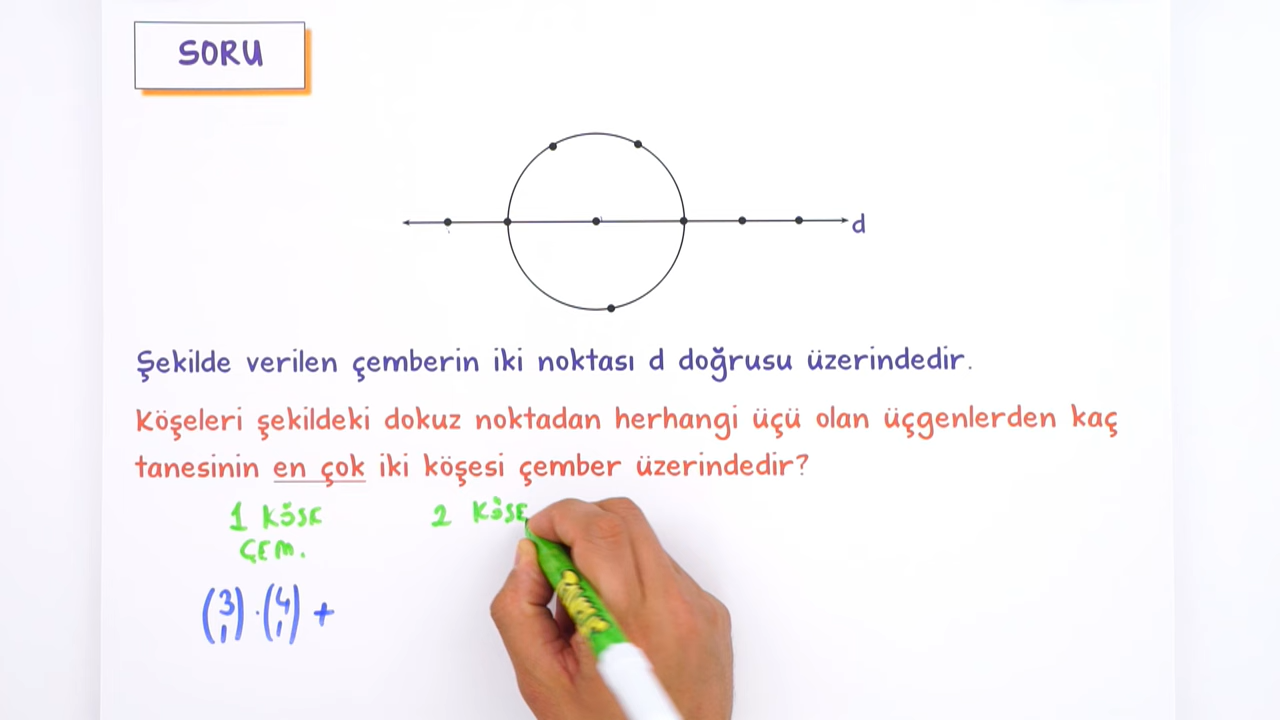 SORU
d
Şekilde verilen çemberin iki noktası d doğrusu üzerindedir.
Köşeleri şekildeki dokuz noktadan herhangi üçü olan üçgenlerden kaç
tanesinin en çok iki köşesi çember üzerindedir?
1 KÖŞE 2 KÖŞE
ÇEM.
(3 1) · (4 1) +